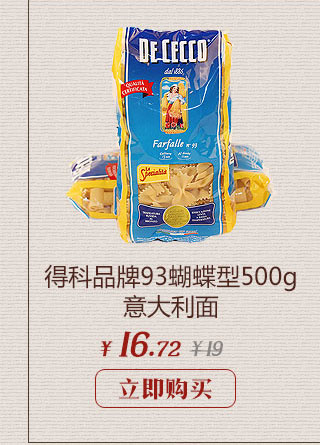 DE CECCO
dal 1886
QUALITÀ
CERTIFICATA
Farfalle n° 93
La Specialità
得科品牌93蝴蝶型500g
意大利面
¥ 16.72 ¥19
立即购买